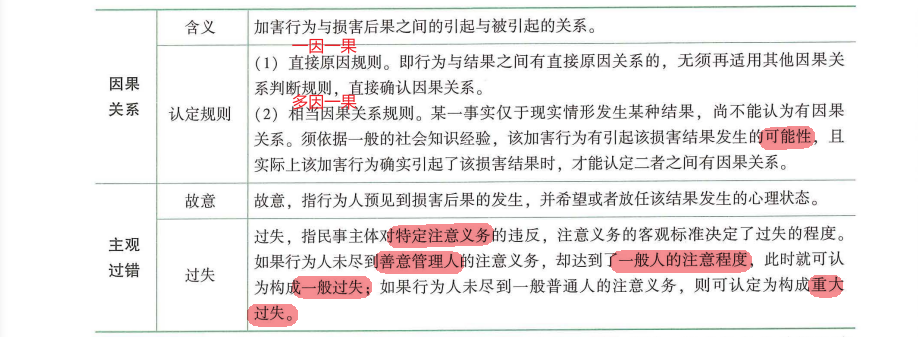 含义
加害行为与损害后果之间的引起与被引起的关系。
因果
关系
认定规则
一因一果
(1) 直接原因规则。即行为与结果之间有直接原因关系的，无须再适用其他因果关
系判断规则，直接确认因果关系。
多因一果
(2) 相当因果关系规则。某一事实仅于现实情形发生某种结果，尚不能认为有因果
关系。须依据一般的社会知识经验，该加害行为有引起该损害结果发生的可能性，且
实际上该加害行为确实引起了该损害结果时，才能认定二者之间有因果关系。
主观
过错
故意
故意，指行为人预见到损害后果的发生，并希望或者放任该结果发生的心理状态。
过失
过失，指民事主体对特定注意义务的违反，注意义务的客观标准决定了过失的程度。
如果行为人未尽到善意管理人的注意义务，却达到了一般人的注意程度，此时就可认
为构成一般过失；如果行为人未尽到一般普通人的注意义务，则可认定为构成重大
过失。